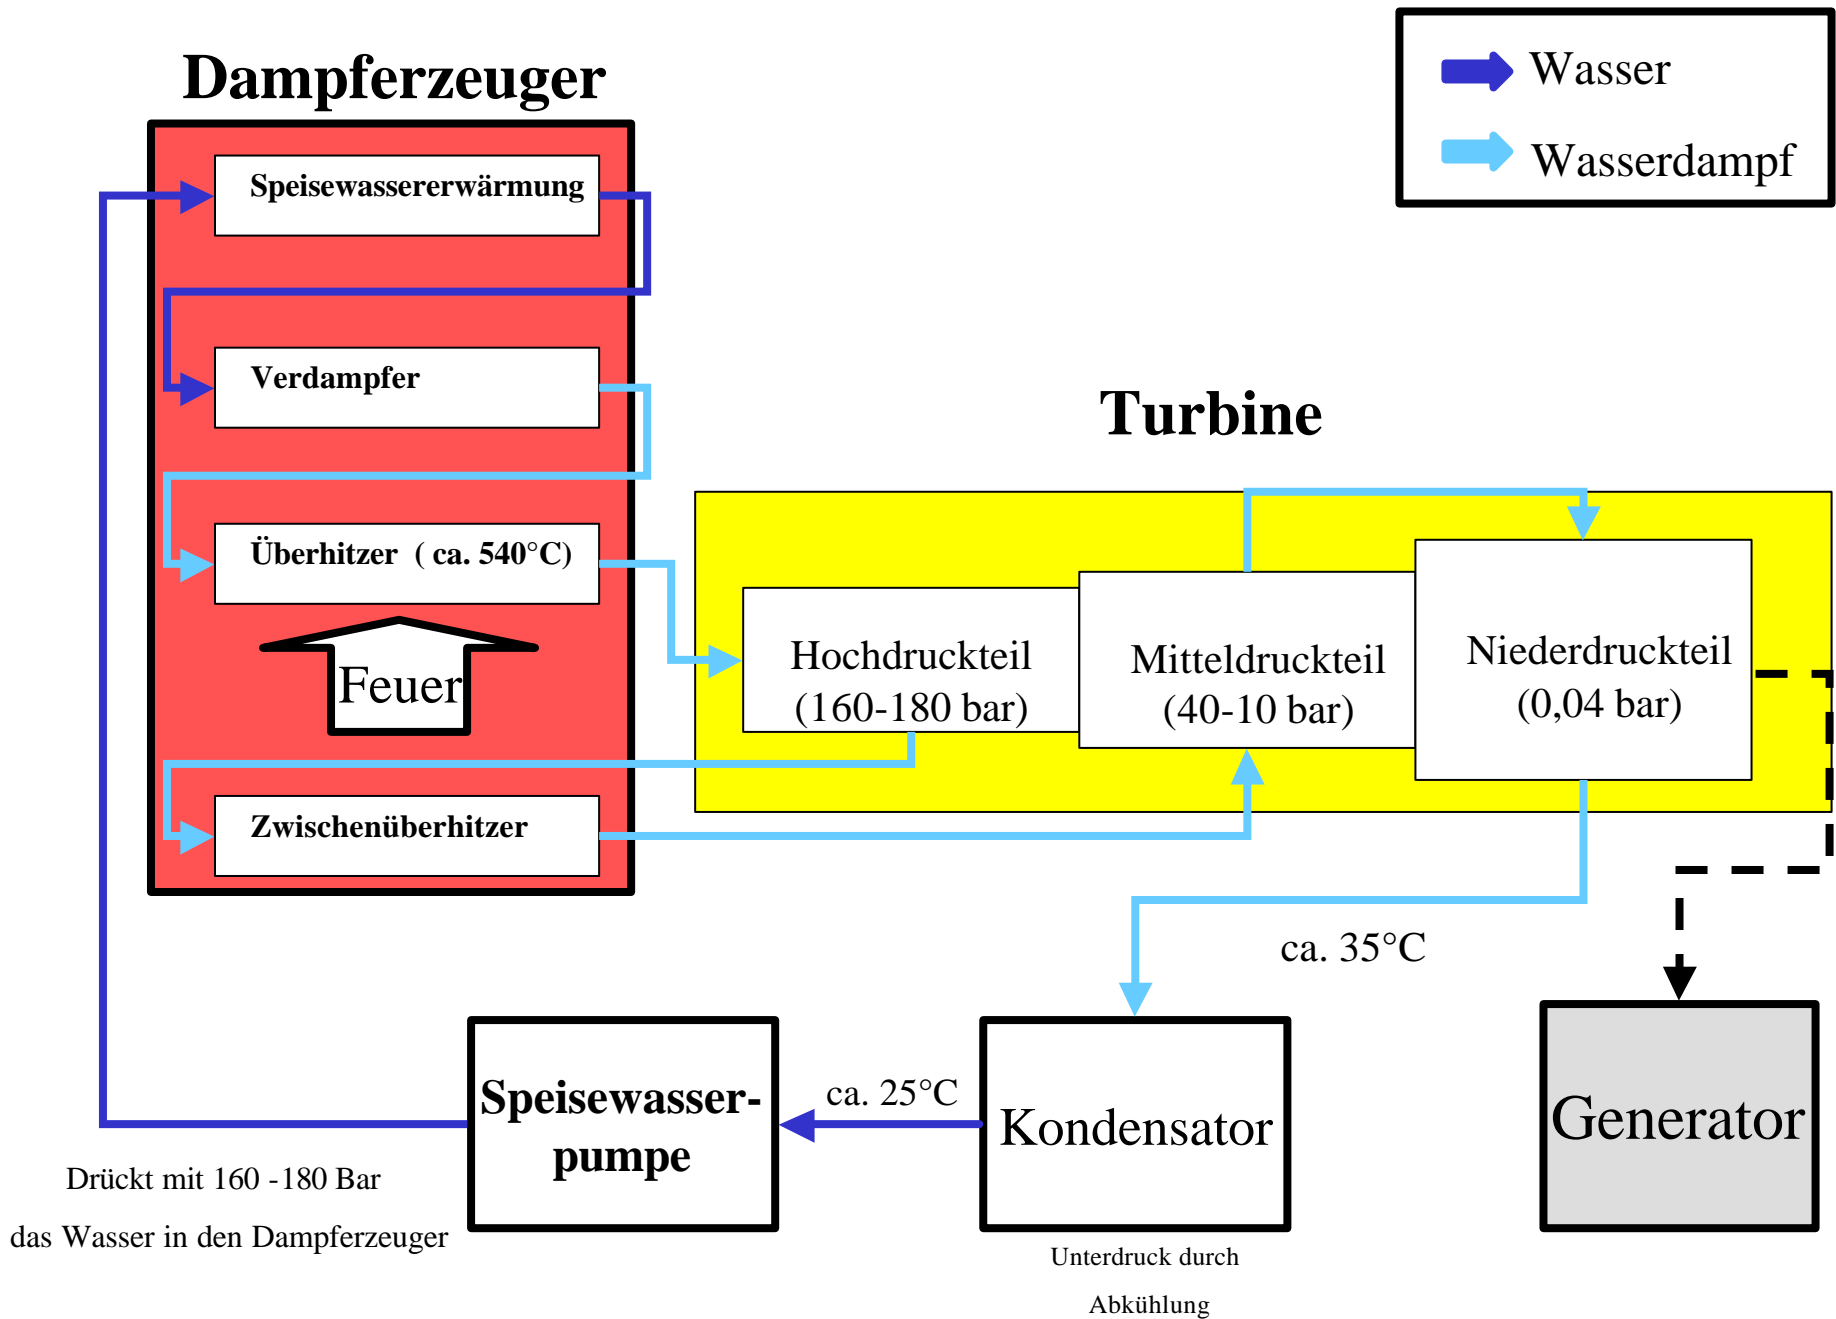 Dampferzeuger
Wasser
Wasserdampf
Speisewassererwärmung
Verdampfer
Überhitzer ( ca. 540°C)
Feuer
Zwischenüberhitzer
Turbine
Hochdruckteil
(160-180 bar)
Mitteldruckteil
(40-10 bar)
Niederdruckteil
(0,04 bar)
ca. 35°C
Speisewasser-
pumpe
ca. 25°C
Kondensator
Generator
Drückt mit 160 -180 Bar
das Wasser in den Dampferzeuger
Unterdruck durch
Abkühlung